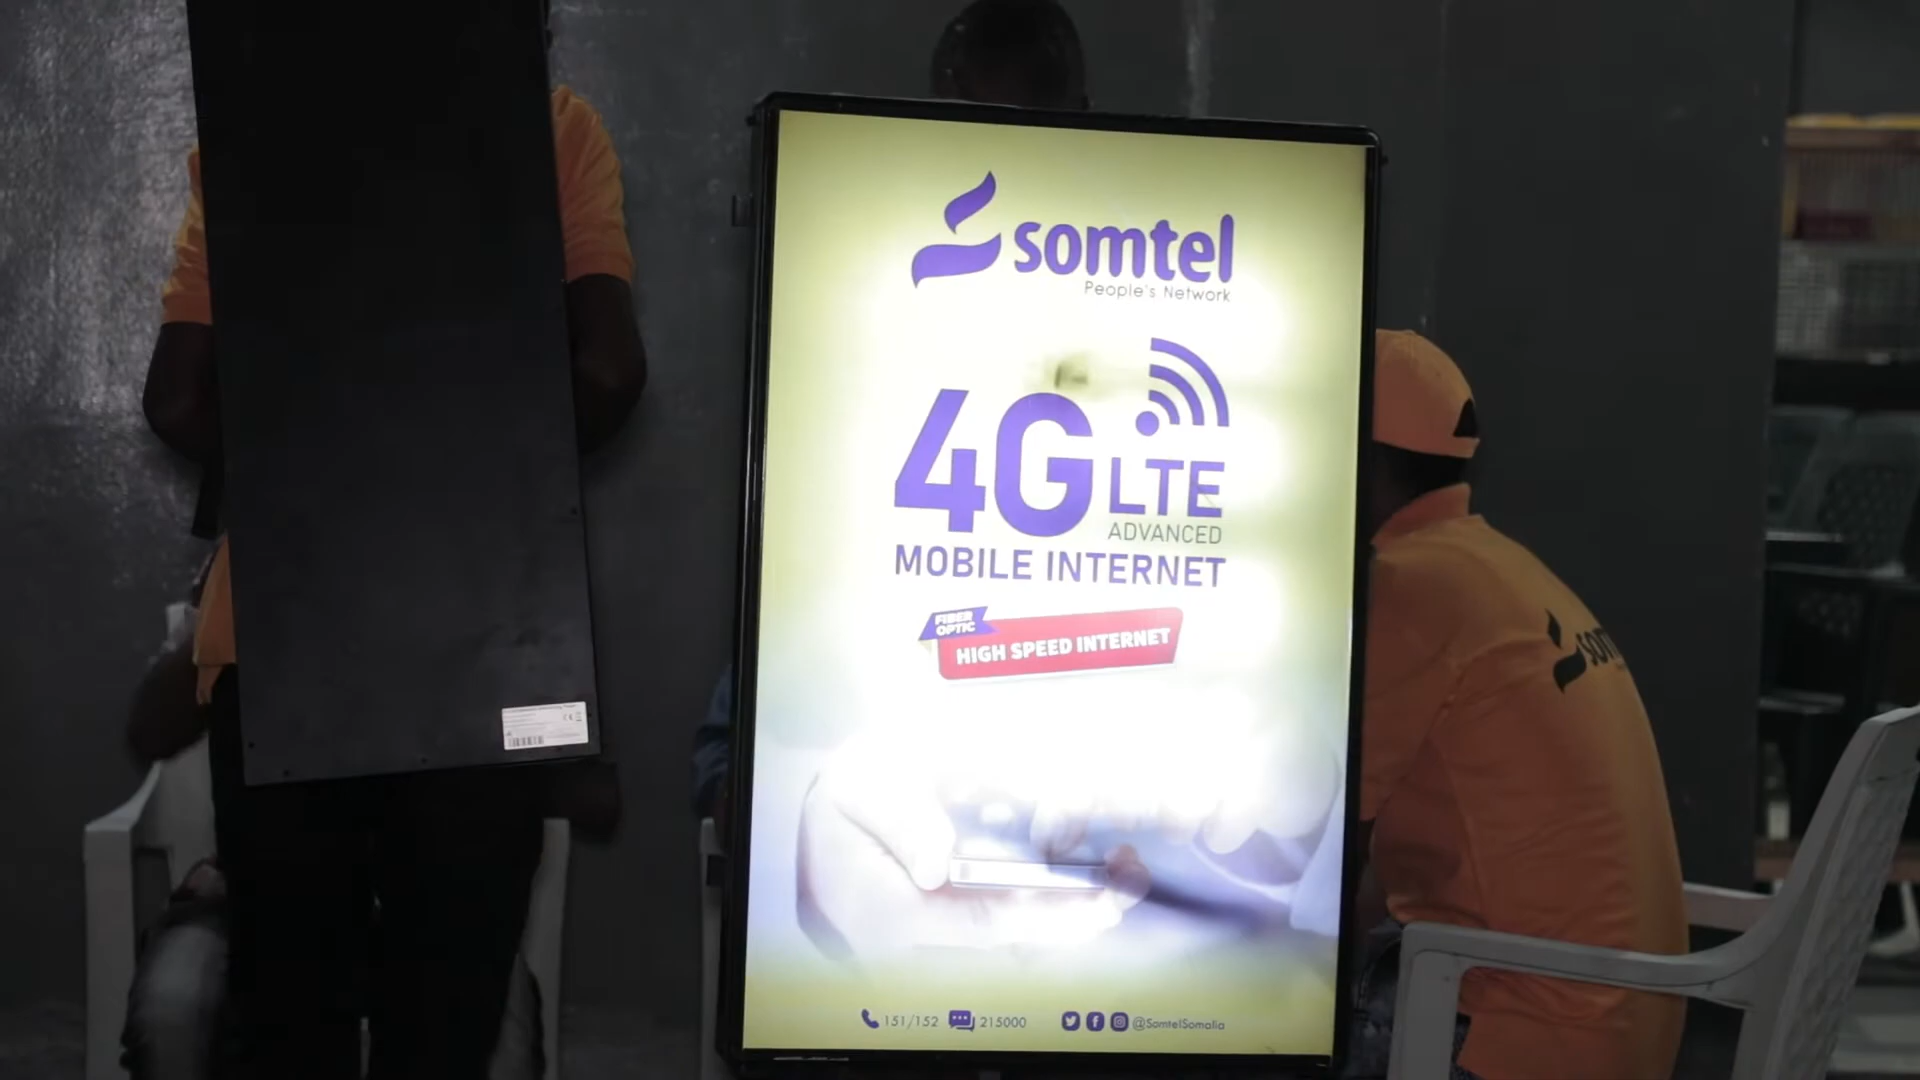 somtel
People's Network
4G LTE
ADVANCED
MOBILE INTERNET
FIBER
OPTIC
HIGH SPEED INTERNET
151/152 215000 @SomtelSomalia